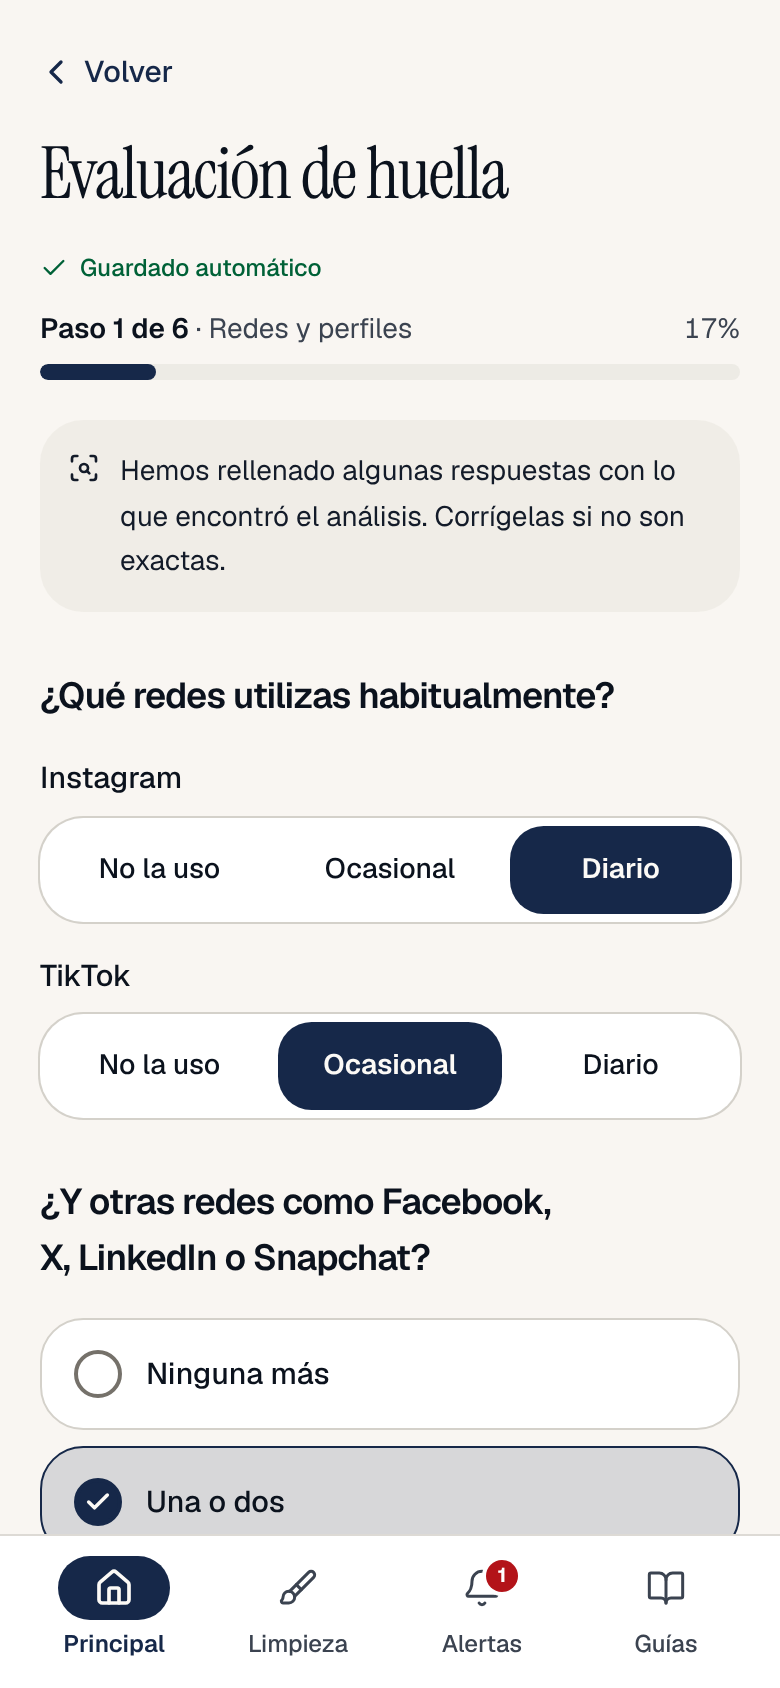 Volver
Evaluación de huella
Guardado automático
Paso 1 de 6 · Redes y perfiles 17%
Hemos rellenado algunas respuestas con lo
que encontró el análisis. Corrígelas si no son
exactas.
¿Qué redes utilizas habitualmente?
Instagram
No la uso Ocasional Diario
TikTok
No la uso Ocasional Diario
¿Y otras redes como Facebook,
X, LinkedIn o Snapchat?
Ninguna más
Una o dos
1
Principal Limpieza Alertas Guías